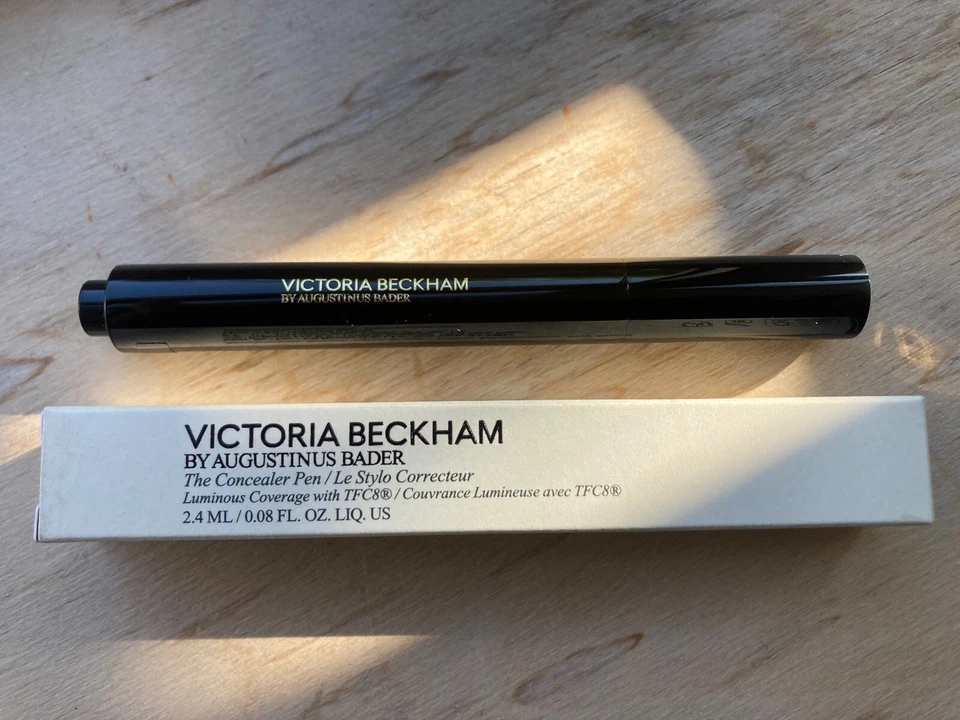 VICTORIA BECKHAM
BY AUGUSTINUS BADER
VICTORIA BECKHAM
BY AUGUSTINUS BADER
The Concealer Pen / Le Stylo Correcteur
Luminous Coverage with TFC8® / Couvrance Lumineuse avec TFC8®
2.4 ML / 0.08 FL. OZ. LIQ. US